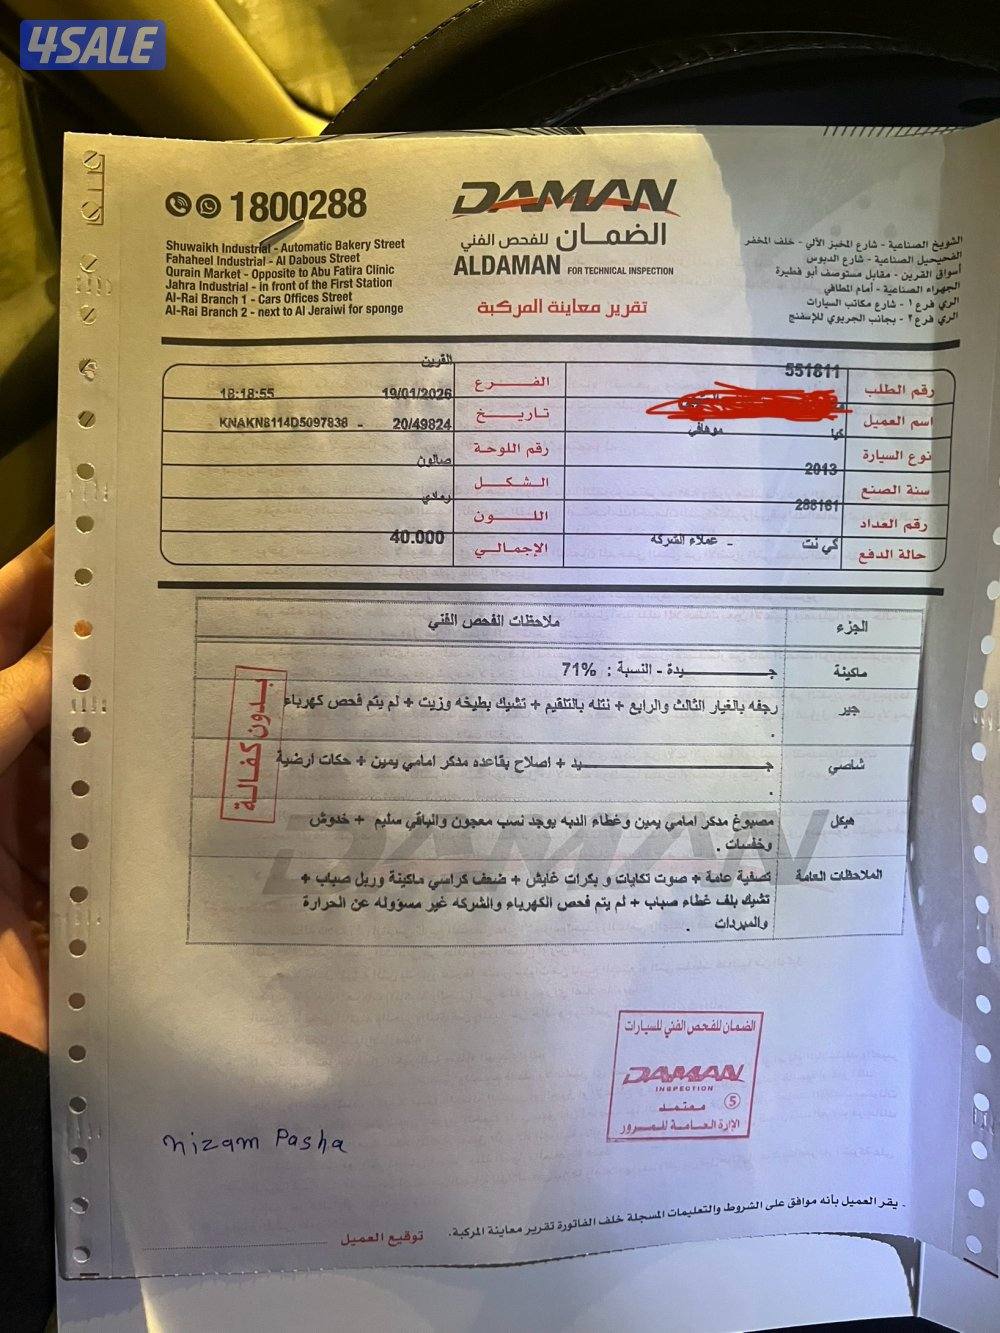 4SALE
1800288
DAMAN
الضمان للفحص الفني
ALDAMAN FOR TECHNICAL INSPECTION
تقرير معاينة المركبة
Shuwaikh Industrial - Automatic Bakery Street
Fahaheel Industrial - Al Dabous Street
Qurain Market - Opposite to Abu Fatira Clinic
Jahra Industrial - in front of the First Station
Al-Rai Branch 1 - Cars Offices Street
Al-Rai Branch 2 - next to Al Jeraiwi for sponge
الشويخ الصناعية - شارع المخبز الآلي - خلف المخفر
الفحيحيل الصناعية - شارع الدبوس
أسواق القرين - مقابل مستوصف أبو فطيرة
الجهراء الصناعية - أمام المطافي
الري فرع ١ - شارع مكاتب السيارات
الري فرع ٢ - بجانب الجريوي للإسفنج
رقم الطلب 551811 الفرع القرين
اسم العميل تاريخ 19/01/2026 18:18:55
نوع السيارة كيا موهافي رقم اللوحة 20/49824 - KNAKN8114D5097838
سنة الصنع 2013 الشكل صالون
رقم العداد 288161 اللون رمادي
حالة الدفع كي نت - عملاء الشركة الإجمالي 40.000
الجزء ملاحظات الفحص الفني
ماكينة جيدة - النسبة : 71%
جير رجفه بالغيار الثالث والرابع + نتله بالتلقيم + تشيك بطيخه وزيت + لم يتم فحص كهرباء .
شاصي جيد + اصلاح بقاعده مدكر امامي يمين + حكات ارضية .
هيكل مصبوغ مدكر امامي يمين وغطاء الدبه يوجد نسب معجون والباقي سليم + خدوش
وخفسات .
الملاحظات العامة تصفية عامة + صوت تكايات و بكرات غايش + ضعف كراسي ماكينة وربل صباب +
تشيك بلف غطاء صباب + لم يتم فحص الكهرباء والشركه غير مسؤوله عن الحرارة
والمبردات .
بدون كفالة
DAMAN
الضمان للفحص الفني للسيارات
DAMAN
INSPECTION
معتمد 5
الإدارة العامة للمرور
nizam Pasha
- يقر العميل بأنه موافق على الشروط والتعليمات المسجلة خلف الفاتورة تقرير معاينة المركبة.
توقيع العميل